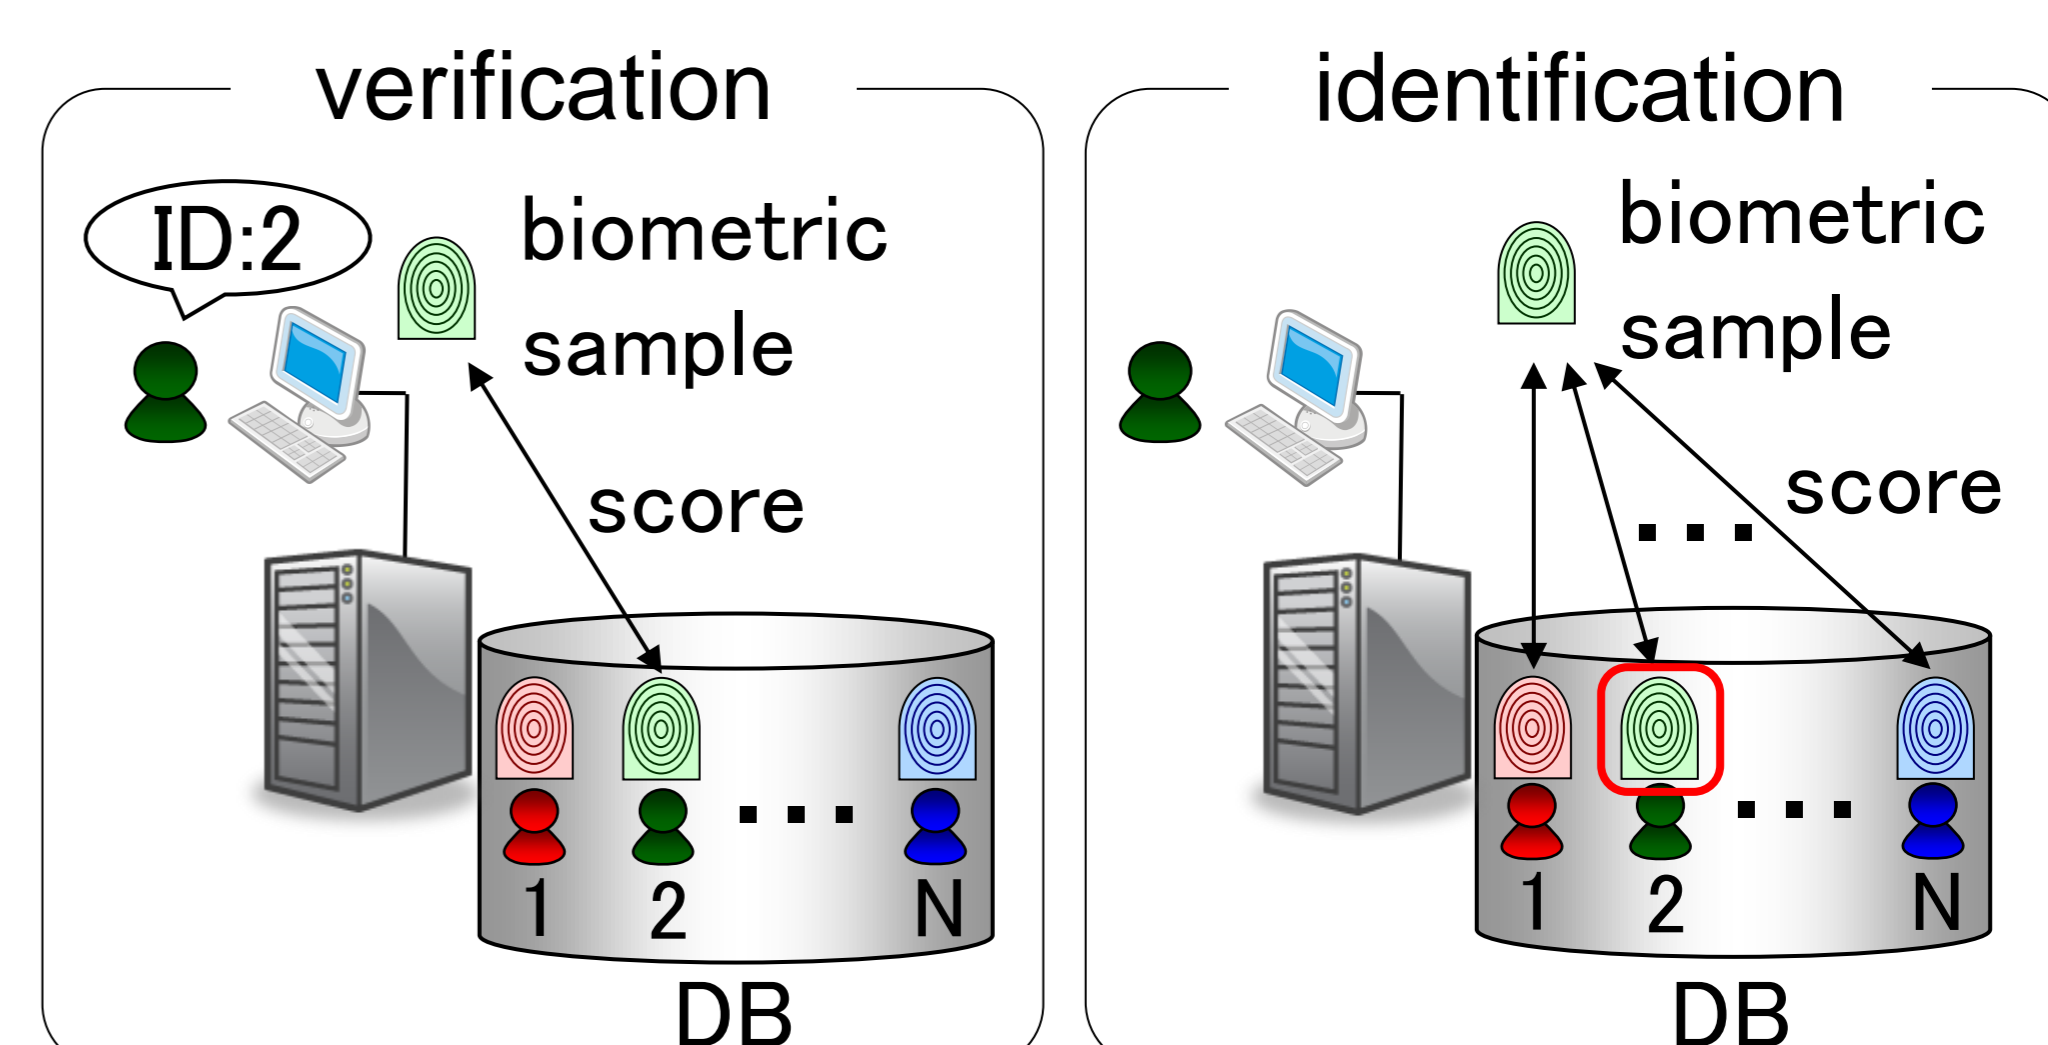 verification
ID:2
biometric
sample
score
1 2 ... N
DB
identification
biometric
sample
score
...
1 2 ... N
DB